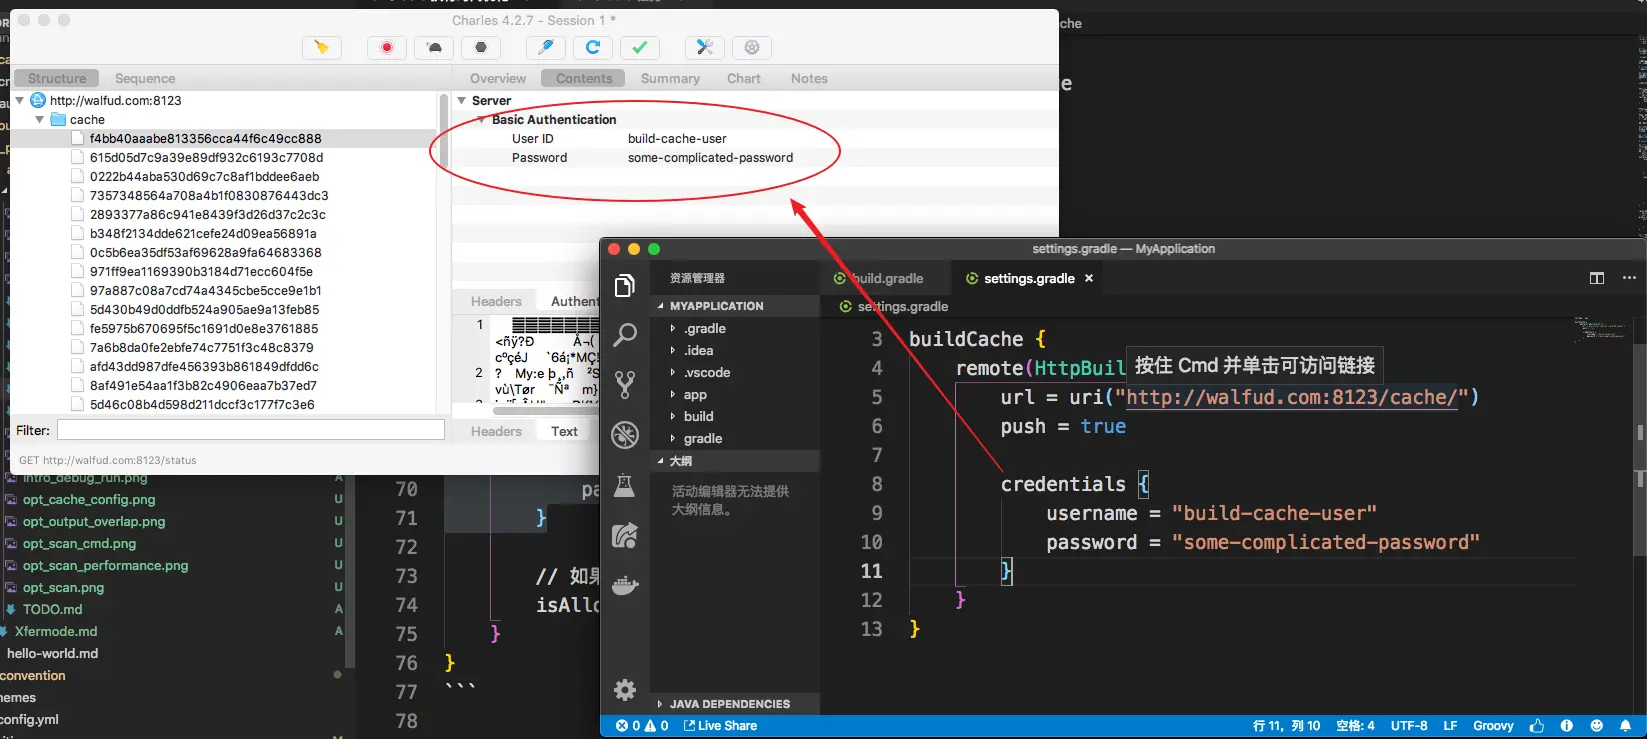 Charles 4.2.7 - Session 1 *
Structure
Sequence
Overview
Contents
Summary
Chart
Notes
http://walfud.com:8123
cache
f4bb40aaabe813356cca44f6c49cc888
615d05d7c9a39e89df932c6193c7708d
0222b44aba530d69c7c8af1bddee6aeb
7357348564a708a4b1f0830876443dc3
2893377a86c941e8439f3d26d37c2c3c
b348f2134dde621cefe24d09ea56891a
0c5b6ea35df53af69628a9fa64683368
971ff9ea1169390b3184d71ecc604f5e
97a887c08a7cd74a4345cbe5cce9e1b1
5d430b49d0ddfb524a905ae9a13feb85
fe5975b670695f5c1691d0e8e3761885
7a6b8da0fe2ebfe74c7751f3c48c8379
afd43dd987dfe456393b861849dfdd6c
8af491e54aa1f3b82c4906eaa7b37ed7
5d46c08b4d598d211dccf3c177f7c3e6
Filter:
GET http://walfud.com:8123/status
Server
Basic Authentication
User ID build-cache-user
Password some-complicated-password
Headers
Authent
1
2
Headers
Text
intro_debug_run.png A
opt_cache_config.png U
opt_output_overlap.png U
opt_scan_cmd.png U
opt_scan_performance.png U
opt_scan.png U
TODO.md A
Xfermode.md A
hello-world.md
convention
config.yml
70 pa
71 }
72
73 // 如果
74 isAllo
75 }
76 }
77 ```
78
settings.gradle — MyApplication
资源管理器
build.gradle
settings.gradle
MYAPPLICATION
.gradle
.idea
.vscode
app
build
gradle
大纲
活动编辑器无法提供
大纲信息。
JAVA DEPENDENCIES
settings.gradle
3 buildCache {
4 remote(HttpBuil
按住 Cmd 并单击可访问链接
5 url = uri("http://walfud.com:8123/cache/")
6 push = true
7
8 credentials {
9 username = "build-cache-user"
10 password = "some-complicated-password"
11 }
12 }
13 }
0 0 Live Share
行 11，列 10 空格: 4 UTF-8 LF Groovy